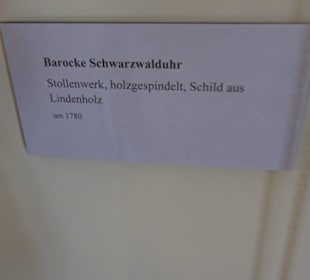 Barocke Schwarzwalduhr
Stollenwerk, holzgespindelt, Schild aus
Lindenholz
um 1780